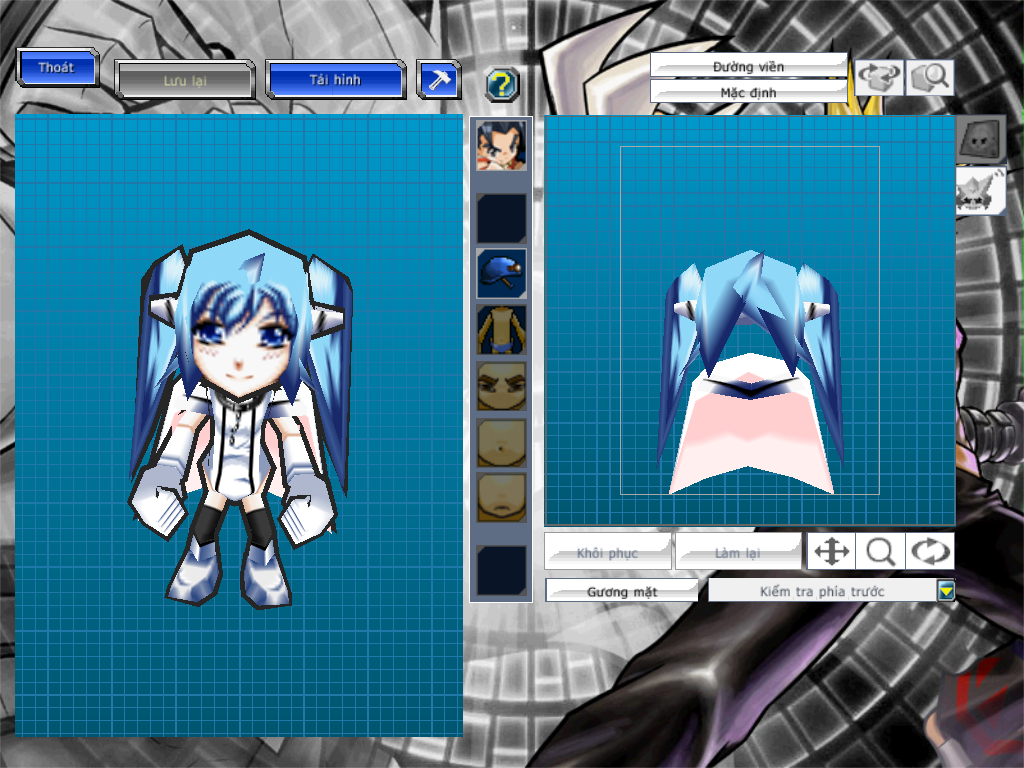 Thoát
Lưu lại
Tải hình
Đường viền
Mặc định
Khôi phục
Làm lại
Gương mặt
Kiểm tra phía trước